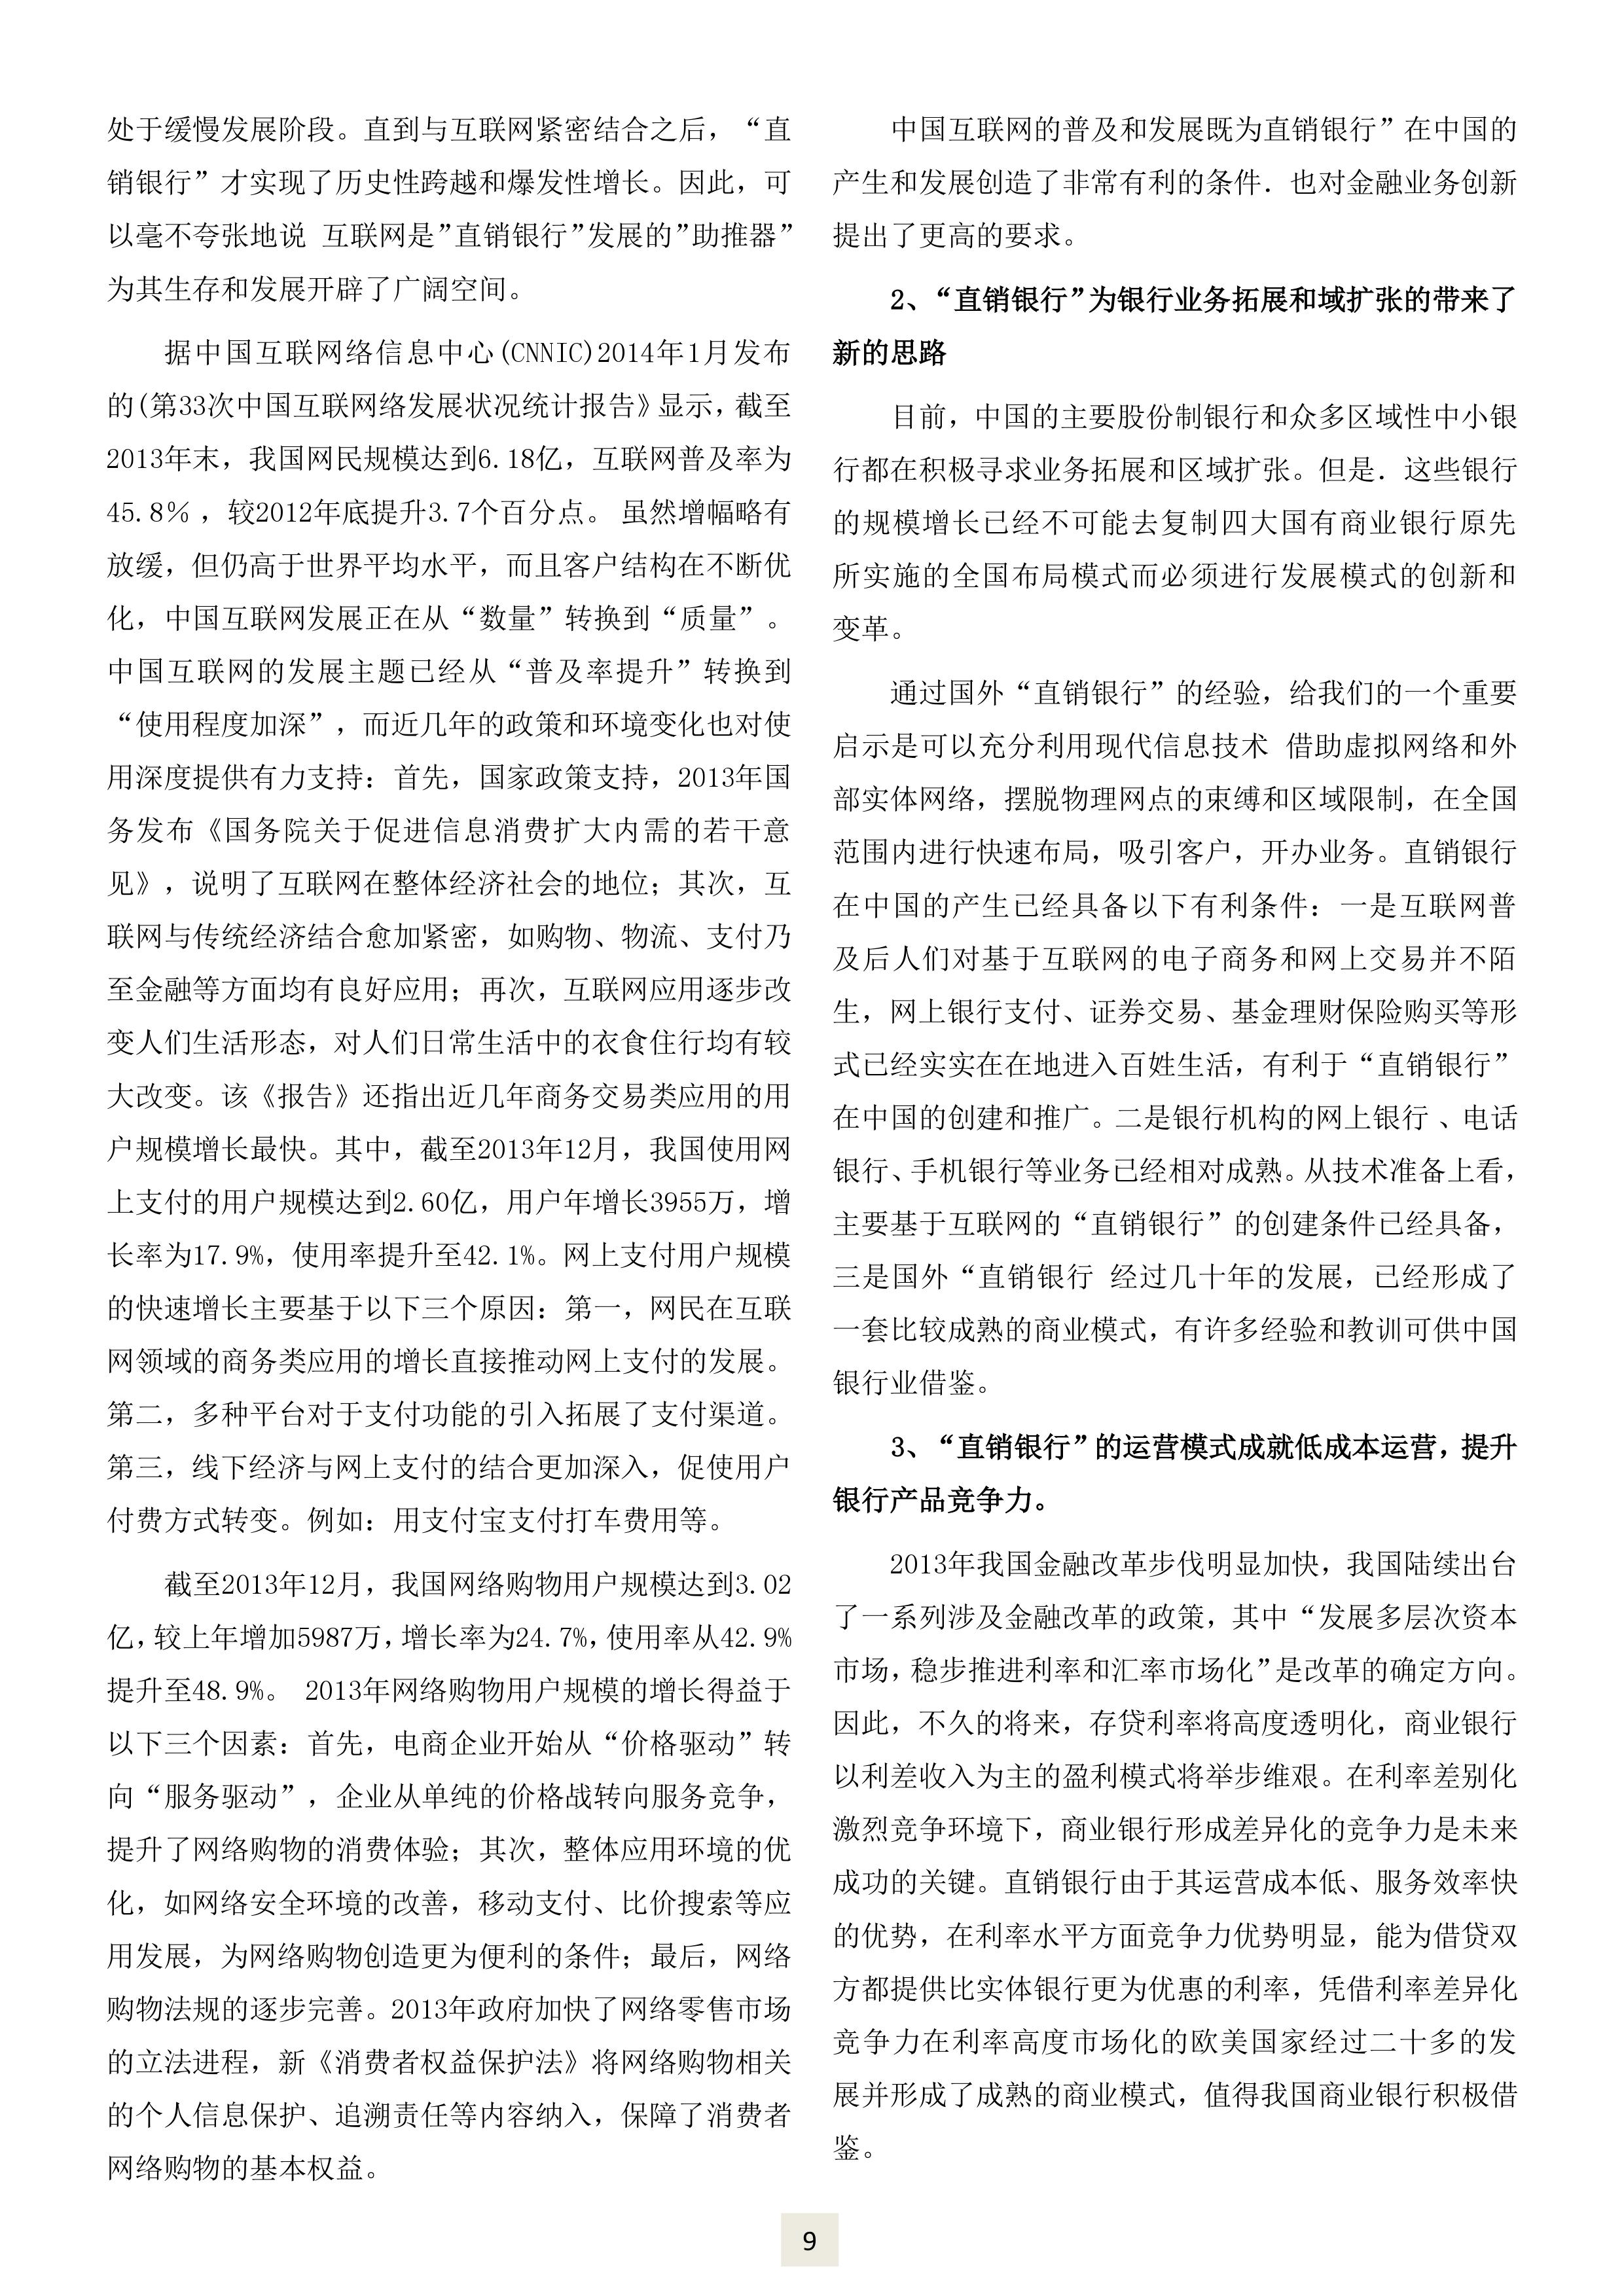 处于缓慢发展阶段。直到与互联网紧密结合之后，“直
销银行”才实现了历史性跨越和爆发性增长。因此，可
以毫不夸张地说 互联网是”直销银行”发展的”助推器”
为其生存和发展开辟了广阔空间。
据中国互联网络信息中心(CNNIC)2014年1月发布
的(第33次中国互联网络发展状况统计报告》显示，截至
2013年末，我国网民规模达到6.18亿，互联网普及率为
45.8％，较2012年底提升3.7个百分点。 虽然增幅略有
放缓，但仍高于世界平均水平，而且客户结构在不断优
化，中国互联网发展正在从“数量”转换到“质量”。
中国互联网的发展主题已经从“普及率提升”转换到
“使用程度加深”，而近几年的政策和环境变化也对使
用深度提供有力支持：首先，国家政策支持，2013年国
务发布《国务院关于促进信息消费扩大内需的若干意
见》，说明了互联网在整体经济社会的地位；其次，互
联网与传统经济结合愈加紧密，如购物、物流、支付乃
至金融等方面均有良好应用；再次，互联网应用逐步改
变人们生活形态，对人们日常生活中的衣食住行均有较
大改变。该《报告》还指出近几年商务交易类应用的用
户规模增长最快。其中，截至2013年12月，我国使用网
上支付的用户规模达到2.60亿，用户年增长3955万，增
长率为17.9%，使用率提升至42.1%。网上支付用户规模
的快速增长主要基于以下三个原因：第一，网民在互联
网领域的商务类应用的增长直接推动网上支付的发展。
第二，多种平台对于支付功能的引入拓展了支付渠道。
第三，线下经济与网上支付的结合更加深入，促使用户
付费方式转变。例如：用支付宝支付打车费用等。
截至2013年12月，我国网络购物用户规模达到3.02
亿，较上年增加5987万，增长率为24.7%，使用率从42.9%
提升至48.9%。 2013年网络购物用户规模的增长得益于
以下三个因素：首先，电商企业开始从“价格驱动”转
向“服务驱动”，企业从单纯的价格战转向服务竞争，
提升了网络购物的消费体验；其次，整体应用环境的优
化，如网络安全环境的改善，移动支付、比价搜索等应
用发展，为网络购物创造更为便利的条件；最后，网络
购物法规的逐步完善。2013年政府加快了网络零售市场
的立法进程，新《消费者权益保护法》将网络购物相关
的个人信息保护、追溯责任等内容纳入，保障了消费者
网络购物的基本权益。
中国互联网的普及和发展既为直销银行”在中国的
产生和发展创造了非常有利的条件．也对金融业务创新
提出了更高的要求。
2、“直销银行”为银行业务拓展和域扩张的带来了
新的思路
目前，中国的主要股份制银行和众多区域性中小银
行都在积极寻求业务拓展和区域扩张。但是．这些银行
的规模增长已经不可能去复制四大国有商业银行原先
所实施的全国布局模式而必须进行发展模式的创新和
变革。
通过国外“直销银行”的经验，给我们的一个重要
启示是可以充分利用现代信息技术 借助虚拟网络和外
部实体网络，摆脱物理网点的束缚和区域限制，在全国
范围内进行快速布局，吸引客户，开办业务。直销银行
在中国的产生已经具备以下有利条件：一是互联网普
及后人们对基于互联网的电子商务和网上交易并不陌
生，网上银行支付、证券交易、基金理财保险购买等形
式已经实实在在地进入百姓生活，有利于“直销银行”
在中国的创建和推广。二是银行机构的网上银行 、电话
银行、手机银行等业务已经相对成熟。从技术准备上看，
主要基于互联网的“直销银行”的创建条件已经具备，
三是国外“直销银行 经过几十年的发展，已经形成了
一套比较成熟的商业模式，有许多经验和教训可供中国
银行业借鉴。
3、“直销银行”的运营模式成就低成本运营，提升
银行产品竞争力。
2013年我国金融改革步伐明显加快，我国陆续出台
了一系列涉及金融改革的政策，其中“发展多层次资本
市场，稳步推进利率和汇率市场化”是改革的确定方向。
因此，不久的将来，存贷利率将高度透明化，商业银行
以利差收入为主的盈利模式将举步维艰。在利率差别化
激烈竞争环境下，商业银行形成差异化的竞争力是未来
成功的关键。直销银行由于其运营成本低、服务效率快
的优势，在利率水平方面竞争力优势明显，能为借贷双
方都提供比实体银行更为优惠的利率，凭借利率差异化
竞争力在利率高度市场化的欧美国家经过二十多的发
展并形成了成熟的商业模式，值得我国商业银行积极借
鉴。
9